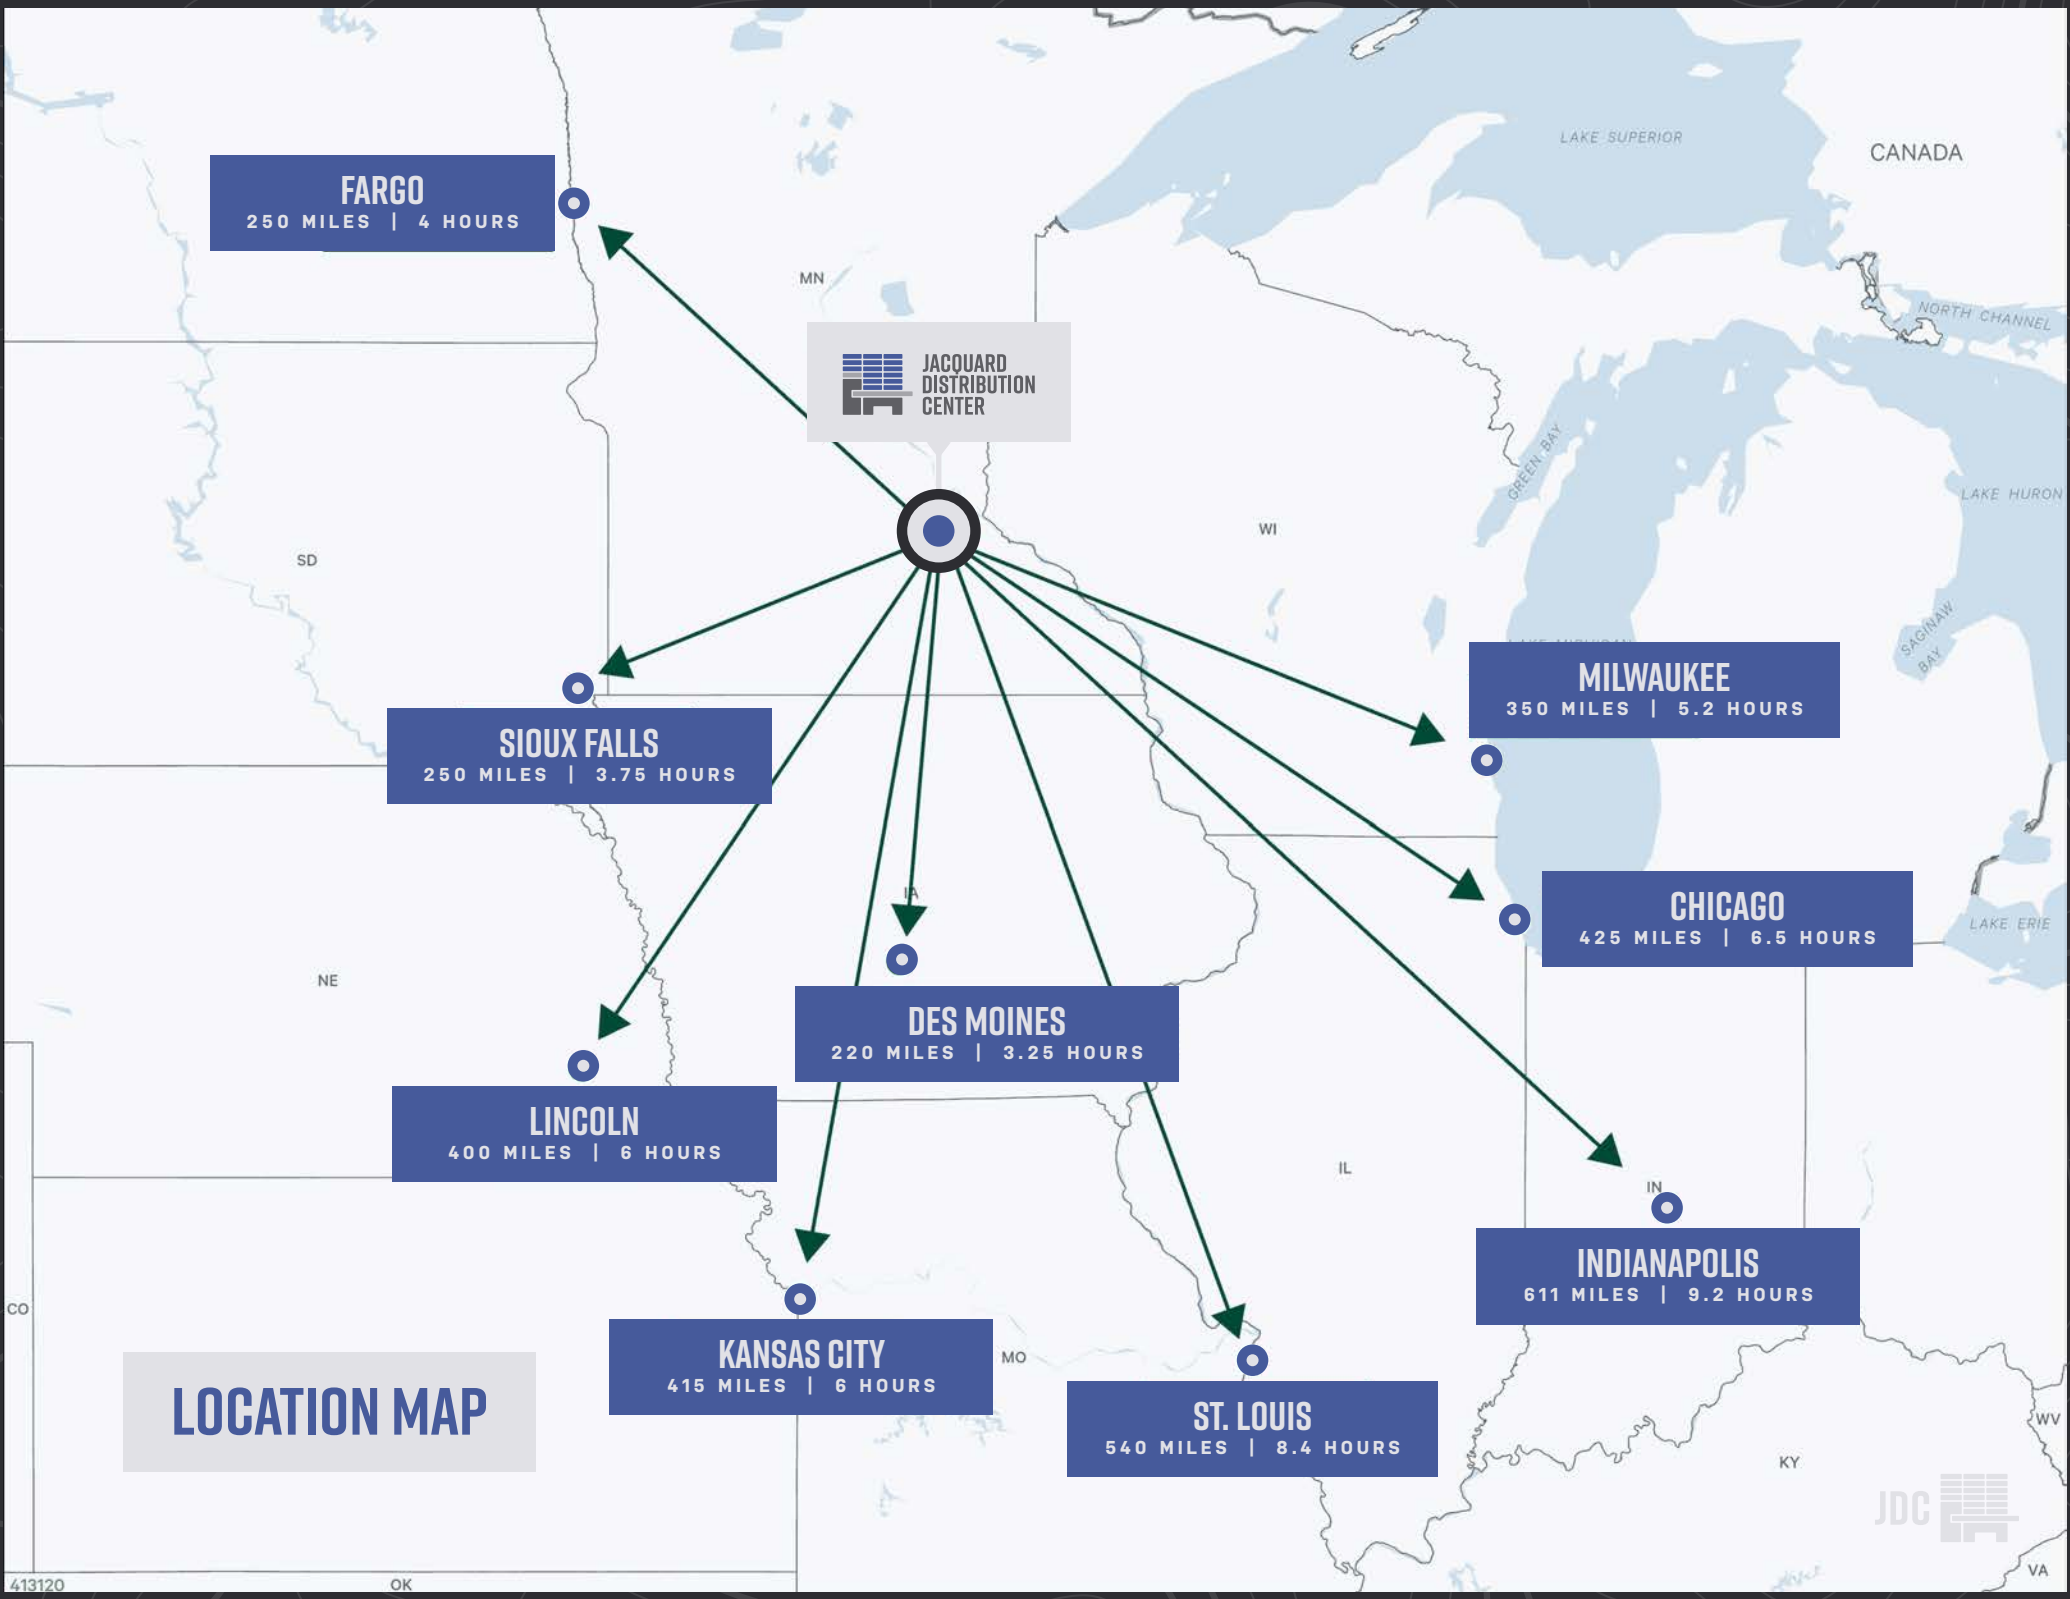 LAKE SUPERIOR
CANADA
FARGO
250 MILES | 4 HOURS
MN
NORTH CHANNEL
JACQUARD
DISTRIBUTION
CENTER
GREEN BAY
LAKE HURON
WI
SD
SAGINAW
BAY
MILWAUKEE
350 MILES | 5.2 HOURS
SIOUX FALLS
250 MILES | 3.75 HOURS
IA
CHICAGO
425 MILES | 6.5 HOURS
LAKE ERIE
NE
DES MOINES
220 MILES | 3.25 HOURS
LINCOLN
400 MILES | 6 HOURS
IL
IN
INDIANAPOLIS
611 MILES | 9.2 HOURS
CO
KANSAS CITY
415 MILES | 6 HOURS
MO
LOCATION MAP
ST. LOUIS
540 MILES | 8.4 HOURS
WV
KY
JDC
VA
413120
OK